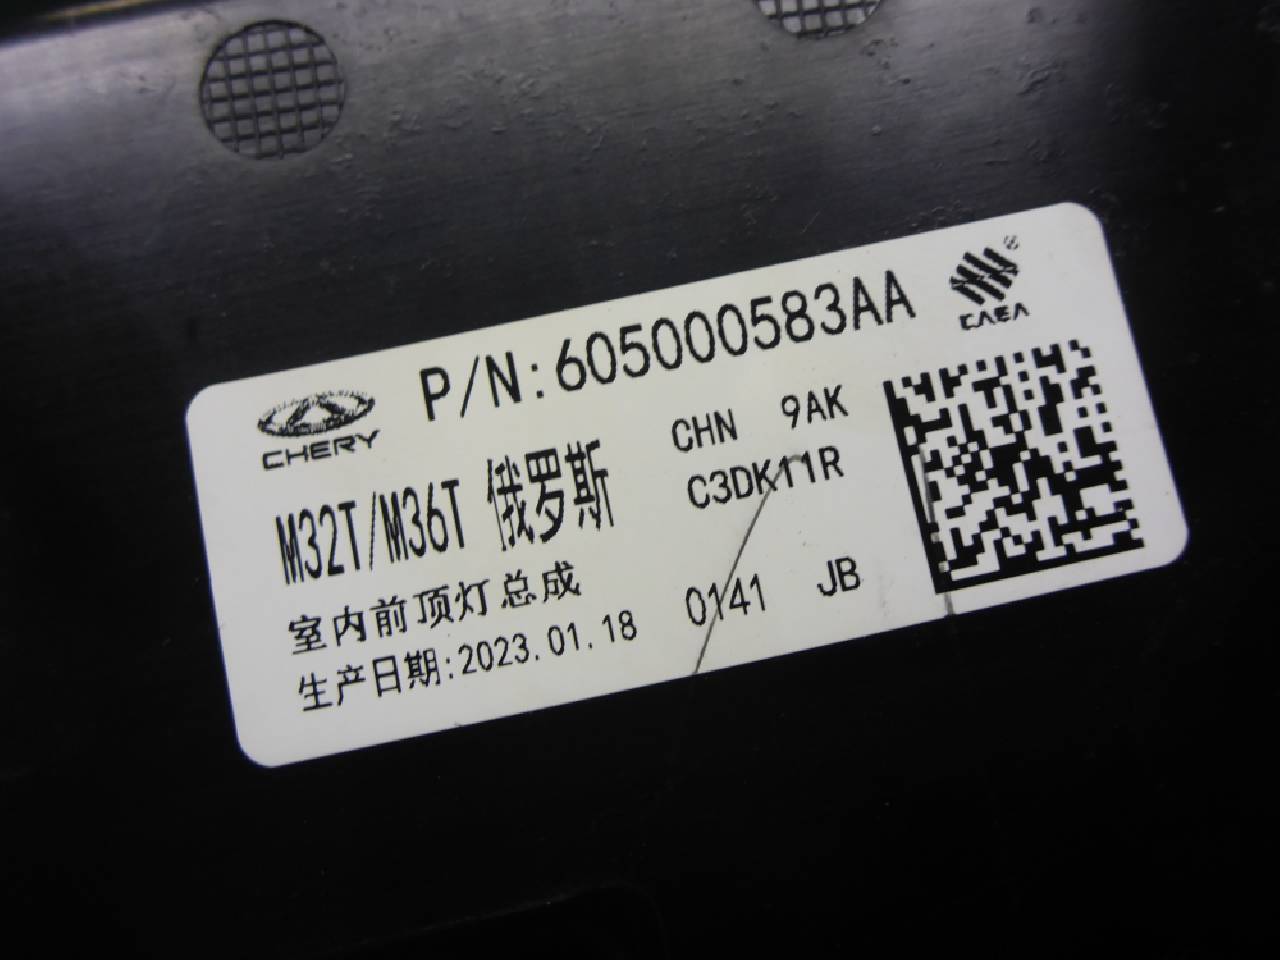 P/N:605000583AA
CAEA
CHERY
CHN 9AK
M32T/M36T 俄罗斯
C3DK11R
室内前顶灯总成
0141 JB
生产日期:2023.01.18